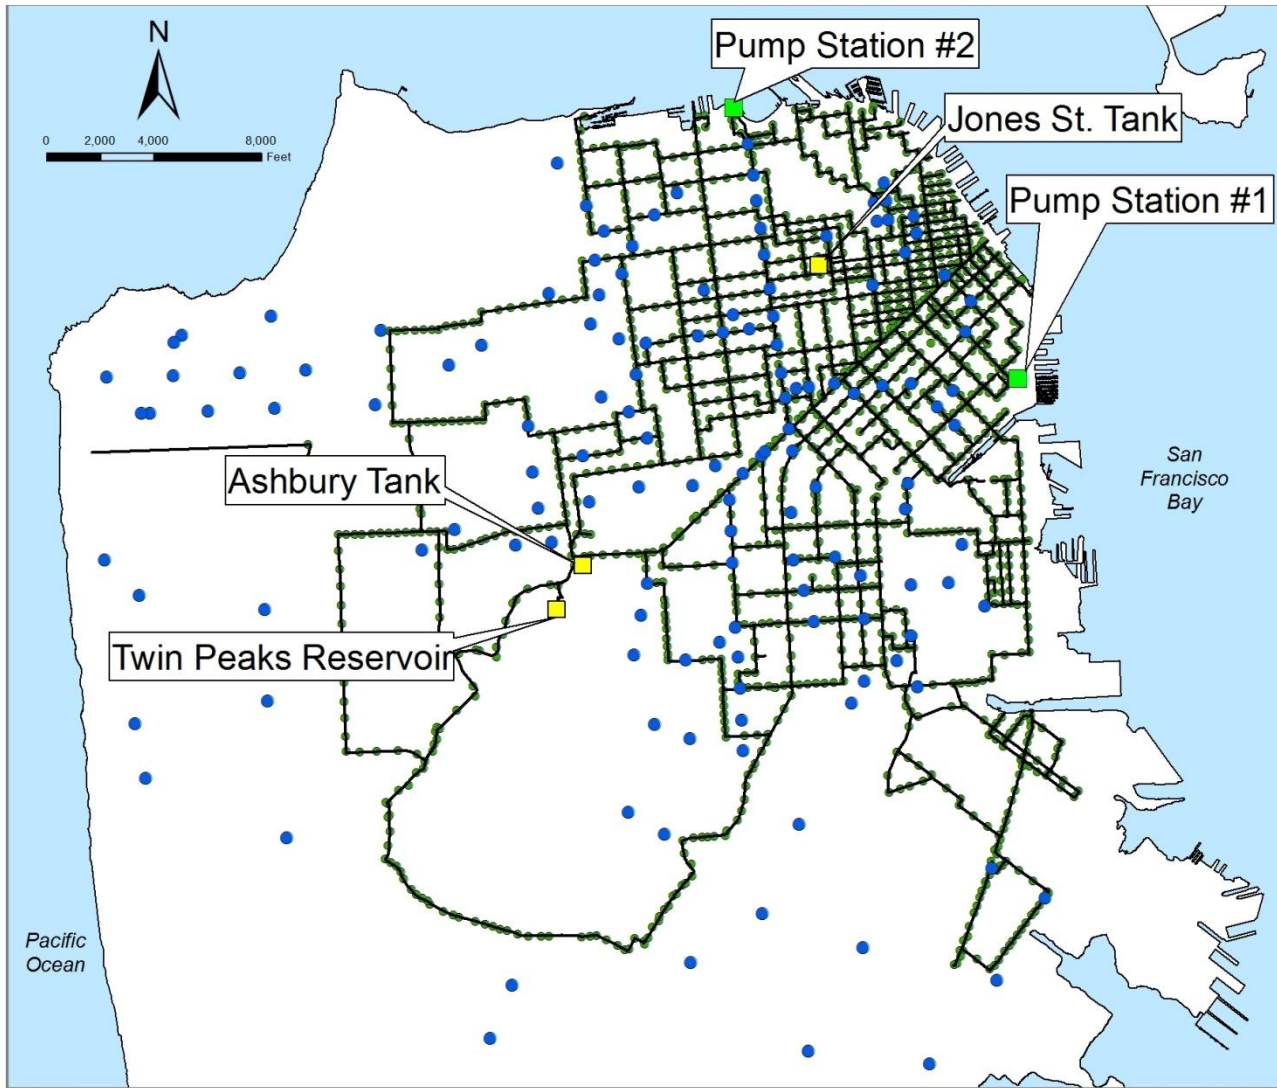 Pump Station #2
N
Jones St. Tank
0 2,000 4,000 8,000
Feet
Pump Station #1
Ashbury Tank
San
Francisco
Bay
Twin Peaks Reservoir
Pacific
Ocean